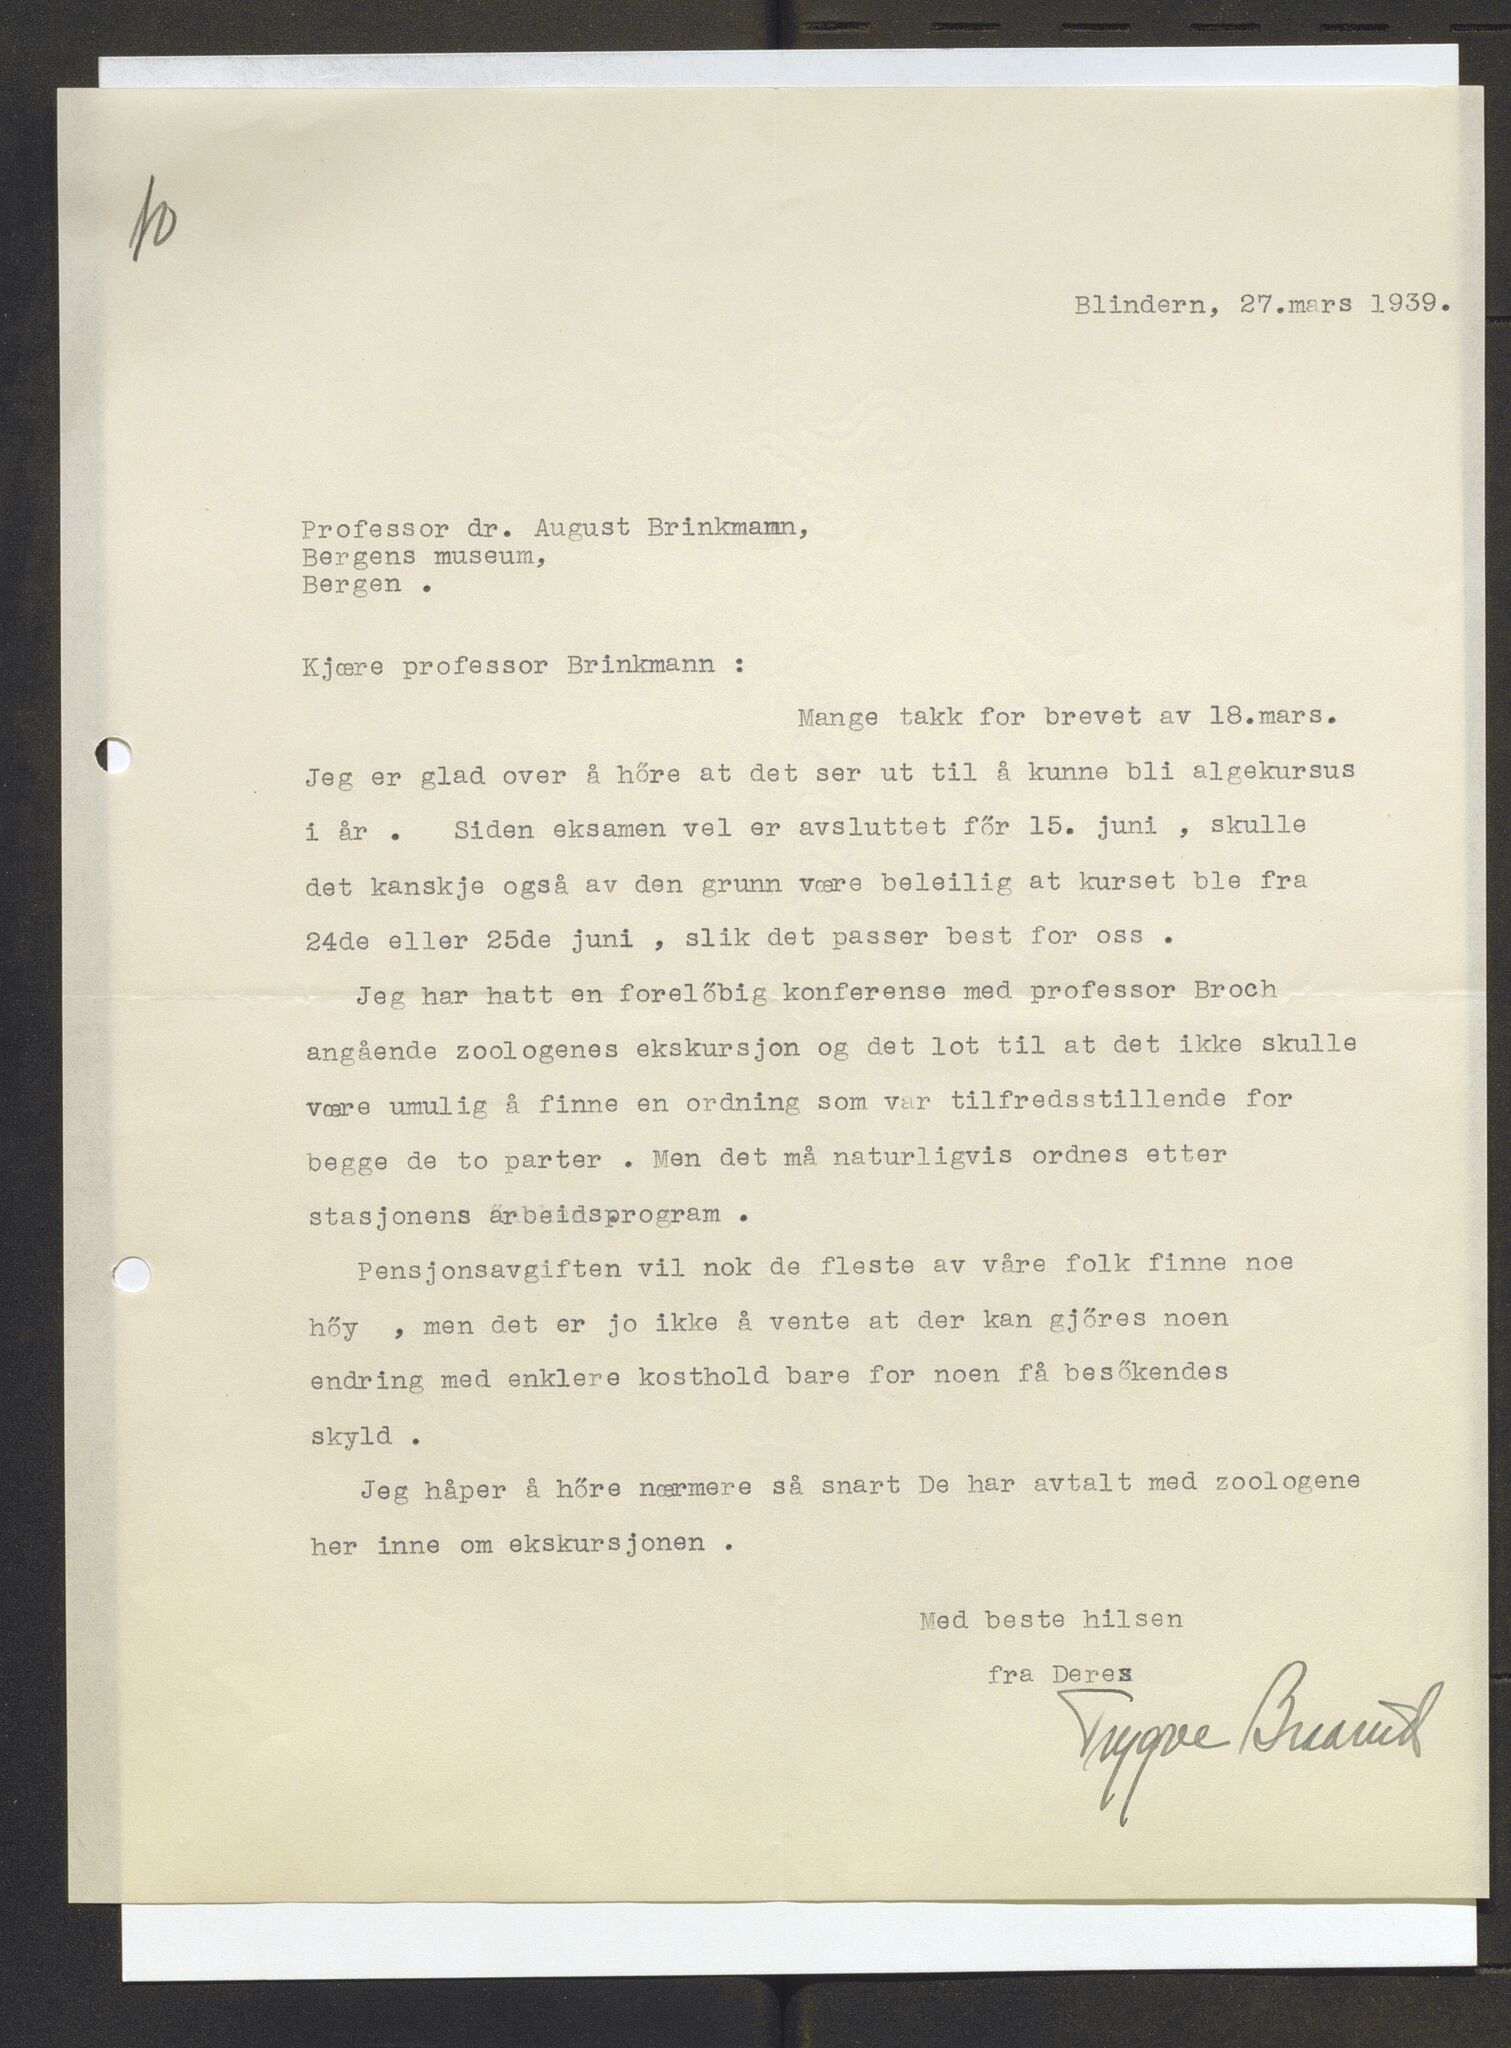 10
Blindern, 27.mars 1939.
Professor dr. August Brinkmann,
Bergens museum,
Bergen .
Kjære professor Brinkmann :
Mange takk for brevet av 18.mars.
Jeg er glad over å hőre at det ser ut til å kunne bli algekursus
i år . Siden eksamen vel er avsluttet főr 15. juni , skulle
det kanskje også av den grunn være beleilig at kurset ble fra
24de eller 25de juni , slik det passer best for oss .
Jeg har hatt en forelőbig konferense med professor Broch
angående zoologenes ekskursjon og det lot til at det ikke skulle
være umulig å finne en ordning som var tilfredsstillende for
begge de to parter . Men det må naturligvis ordnes etter
stasjonens arbeidsprogram .
Pensjonsavgiften vil nok de fleste av våre folk finne noe
hőy , men det er jo ikke å vente at der kan gjőres noen
endring med enklere kosthold bare for noen få besőkendes
skyld .
Jeg håper å hőre nærmere så snart De har avtalt med zoologene
her inne om ekskursjonen .
Med beste hilsen
fra Deres
Trygve Braarud